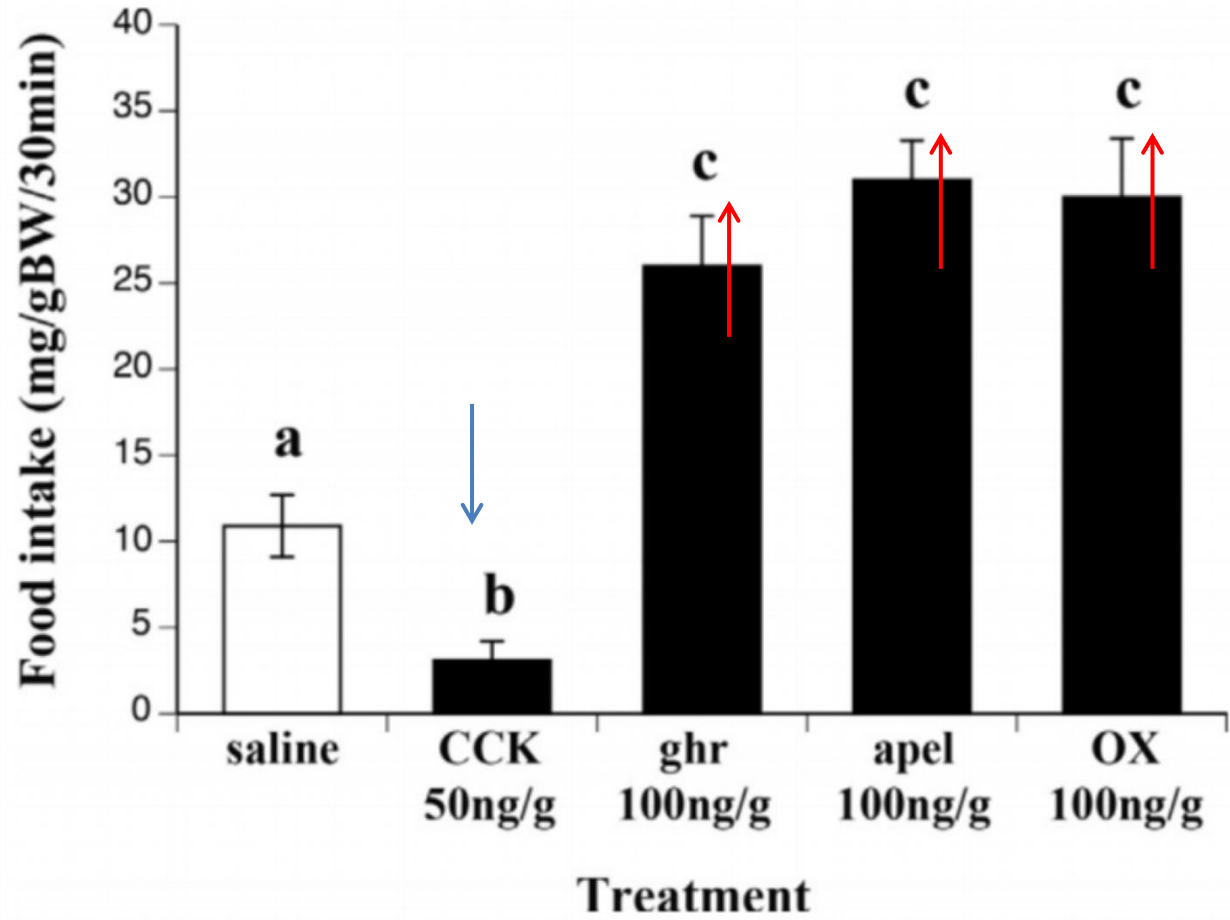 Food intake (mg/gBW/30min)
40
35
30
25
20
15
10
5
0
a
b
c
c
c
saline
CCK
50ng/g
ghr
100ng/g
apel
100ng/g
OX
100ng/g
Treatment